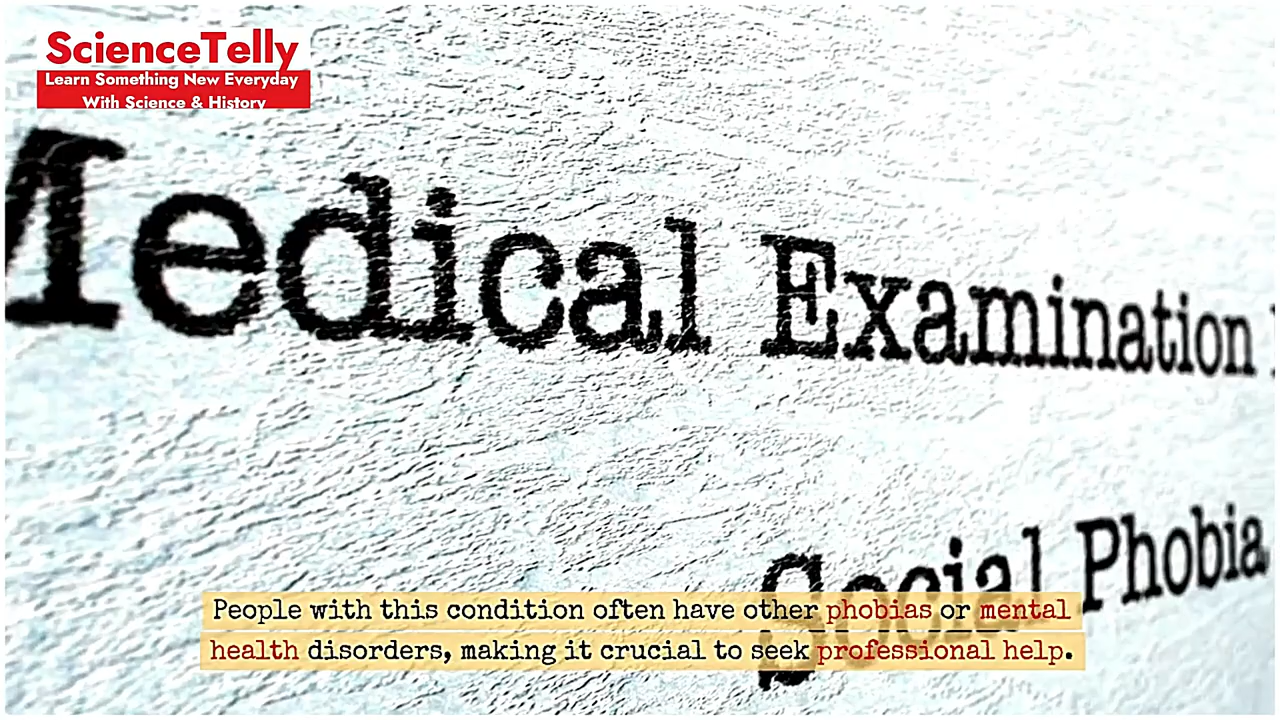 ScienceTelly
Learn Something New Everyday
With Science & History
Medical Examination
Social Phobia
People with this condition often have other phobias or mental
health disorders, making it crucial to seek professional help.